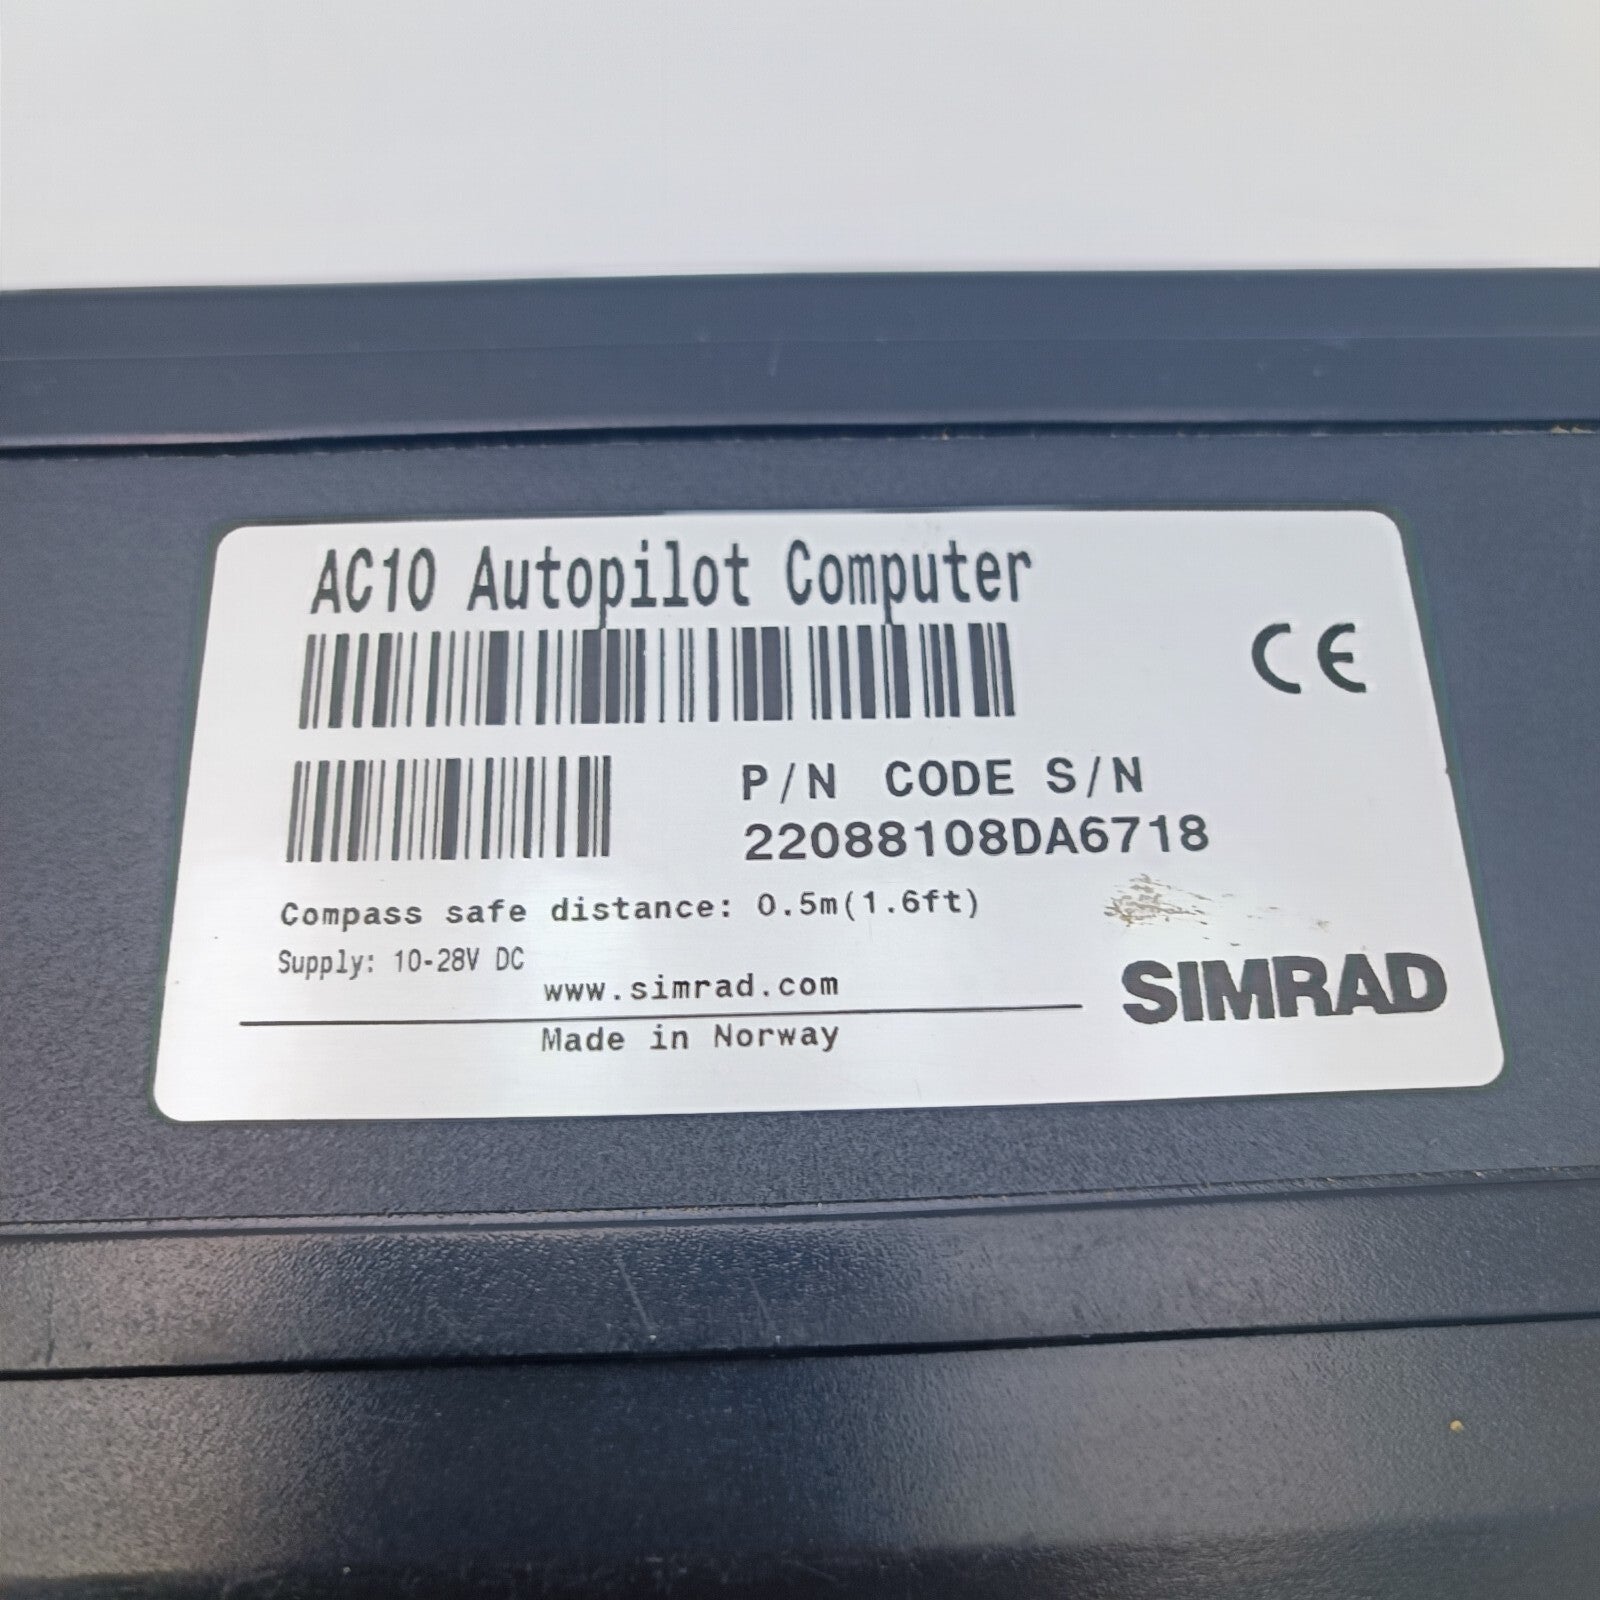 AC10 Autopilot Computer
CE
P/N CODE S/N
22088108DA6718
Compass safe distance: 0.5m(1.6ft)
Supply: 10-28V DC
www.simrad.com
SIMRAD
Made in Norway